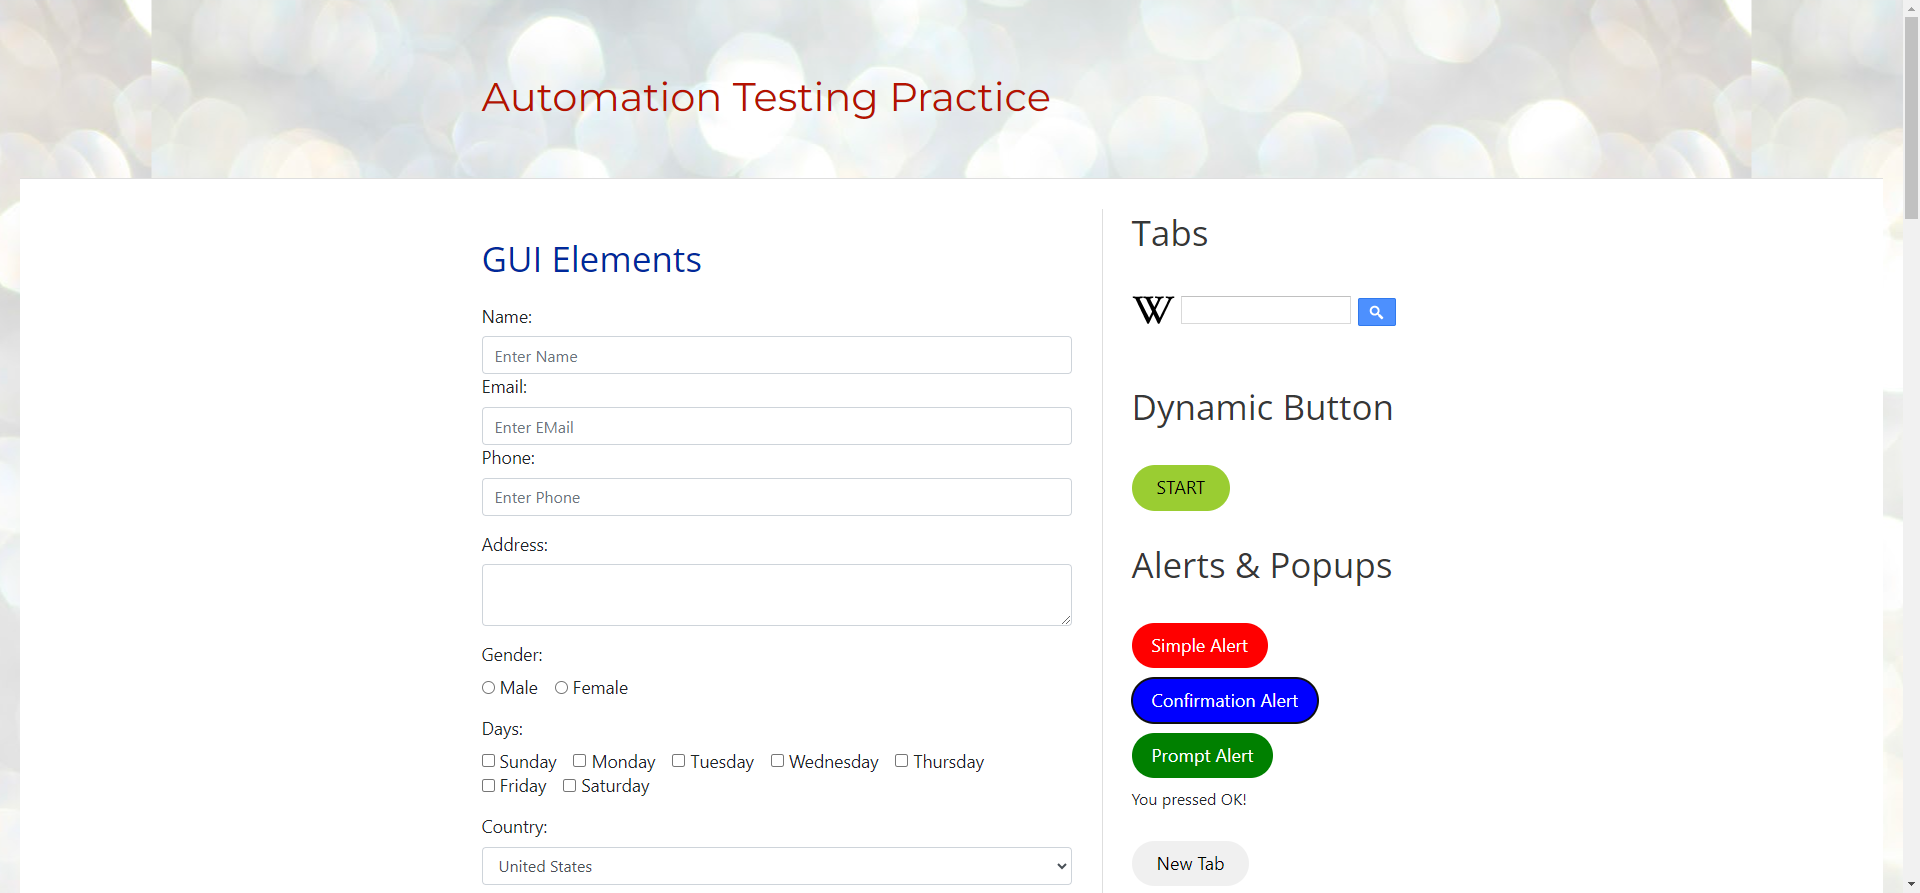 Automation Testing Practice
GUI Elements
Name:
Enter Name
Email:
Enter EMail
Phone:
Enter Phone
Address:
Gender:
Male Female
Days:
Sunday Monday Tuesday Wednesday Thursday
Friday Saturday
Country:
United States
Tabs
W
Dynamic Button
START
Alerts & Popups
Simple Alert
Confirmation Alert
Prompt Alert
You pressed OK!
New Tab